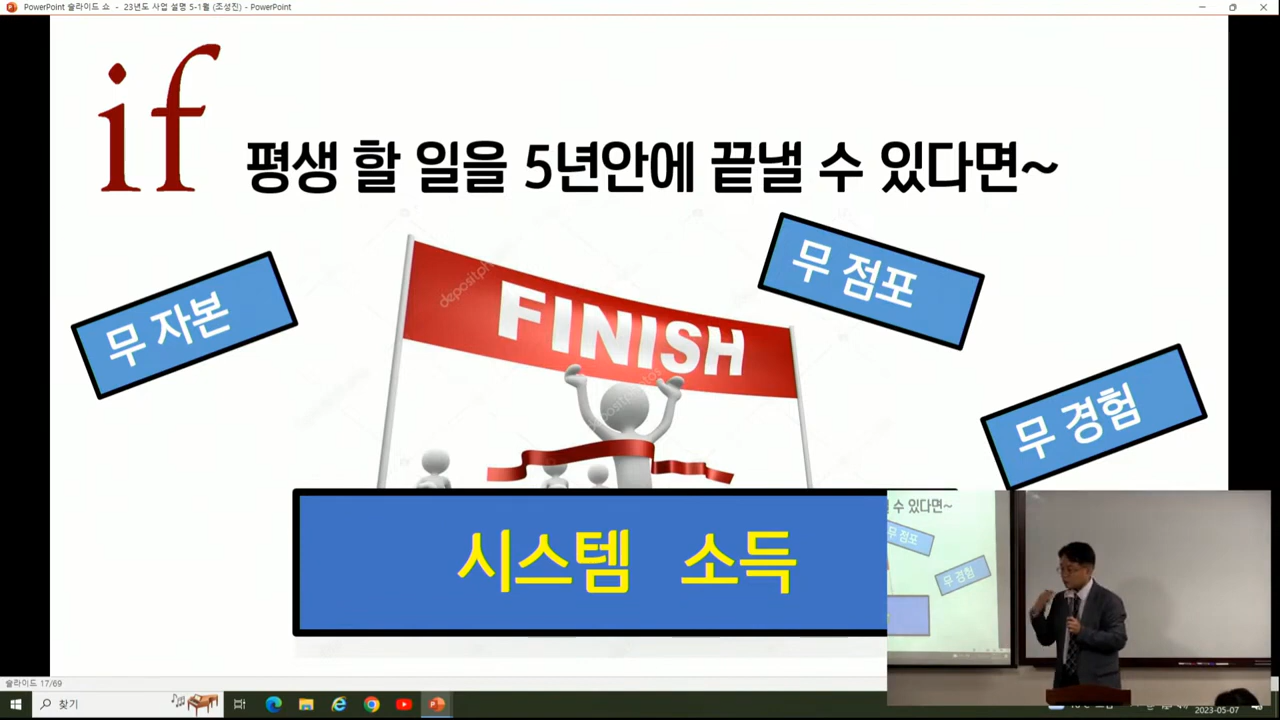 PowerPoint 슬라이드 쇼 - 23년도 사업 설명 5-1월 (조성진) - PowerPoint
if
평생 할 일을 5년안에 끝낼 수 있다면~
무 자본
무 점포
무 경험
FINISH
depositphotos
시스템 소득
수 있다면~
무 점포
무 경험
슬라이드 17/69
찾기
2023-05-07